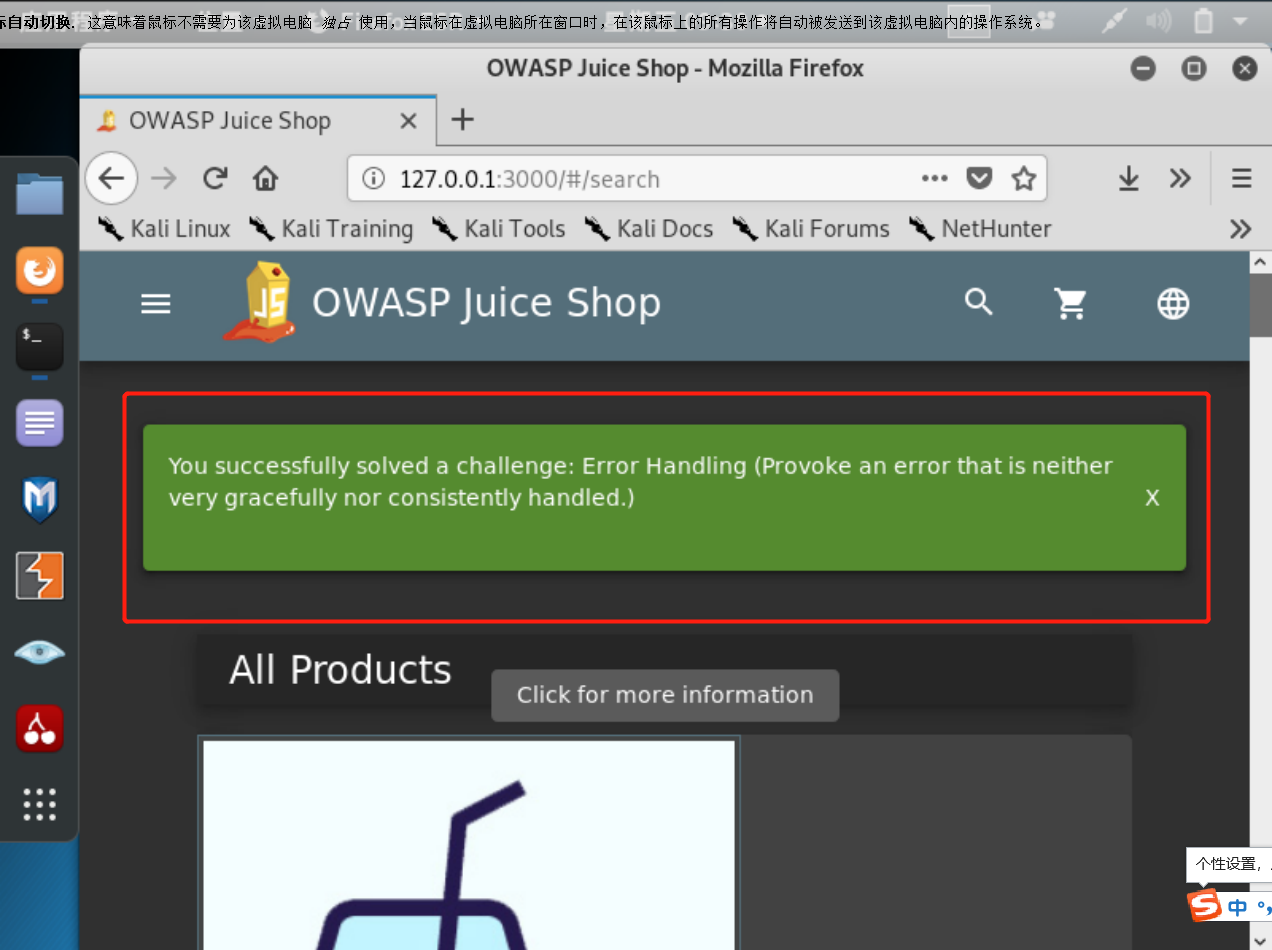 标自动切换. 这意味着鼠标不需要为该虚拟电脑 独占 使用，当鼠标在虚拟电脑所在窗口时，在该鼠标上的所有操作将自动被发送到该虚拟电脑内的操作系统。
OWASP Juice Shop - Mozilla Firefox
OWASP Juice Shop
127.0.0.1:3000/#/search
Kali Linux Kali Training Kali Tools Kali Docs Kali Forums NetHunter
JS OWASP Juice Shop
You successfully solved a challenge: Error Handling (Provoke an error that is neither
very gracefully nor consistently handled.) X
All Products
Click for more information
个性设置,
S 中 °,